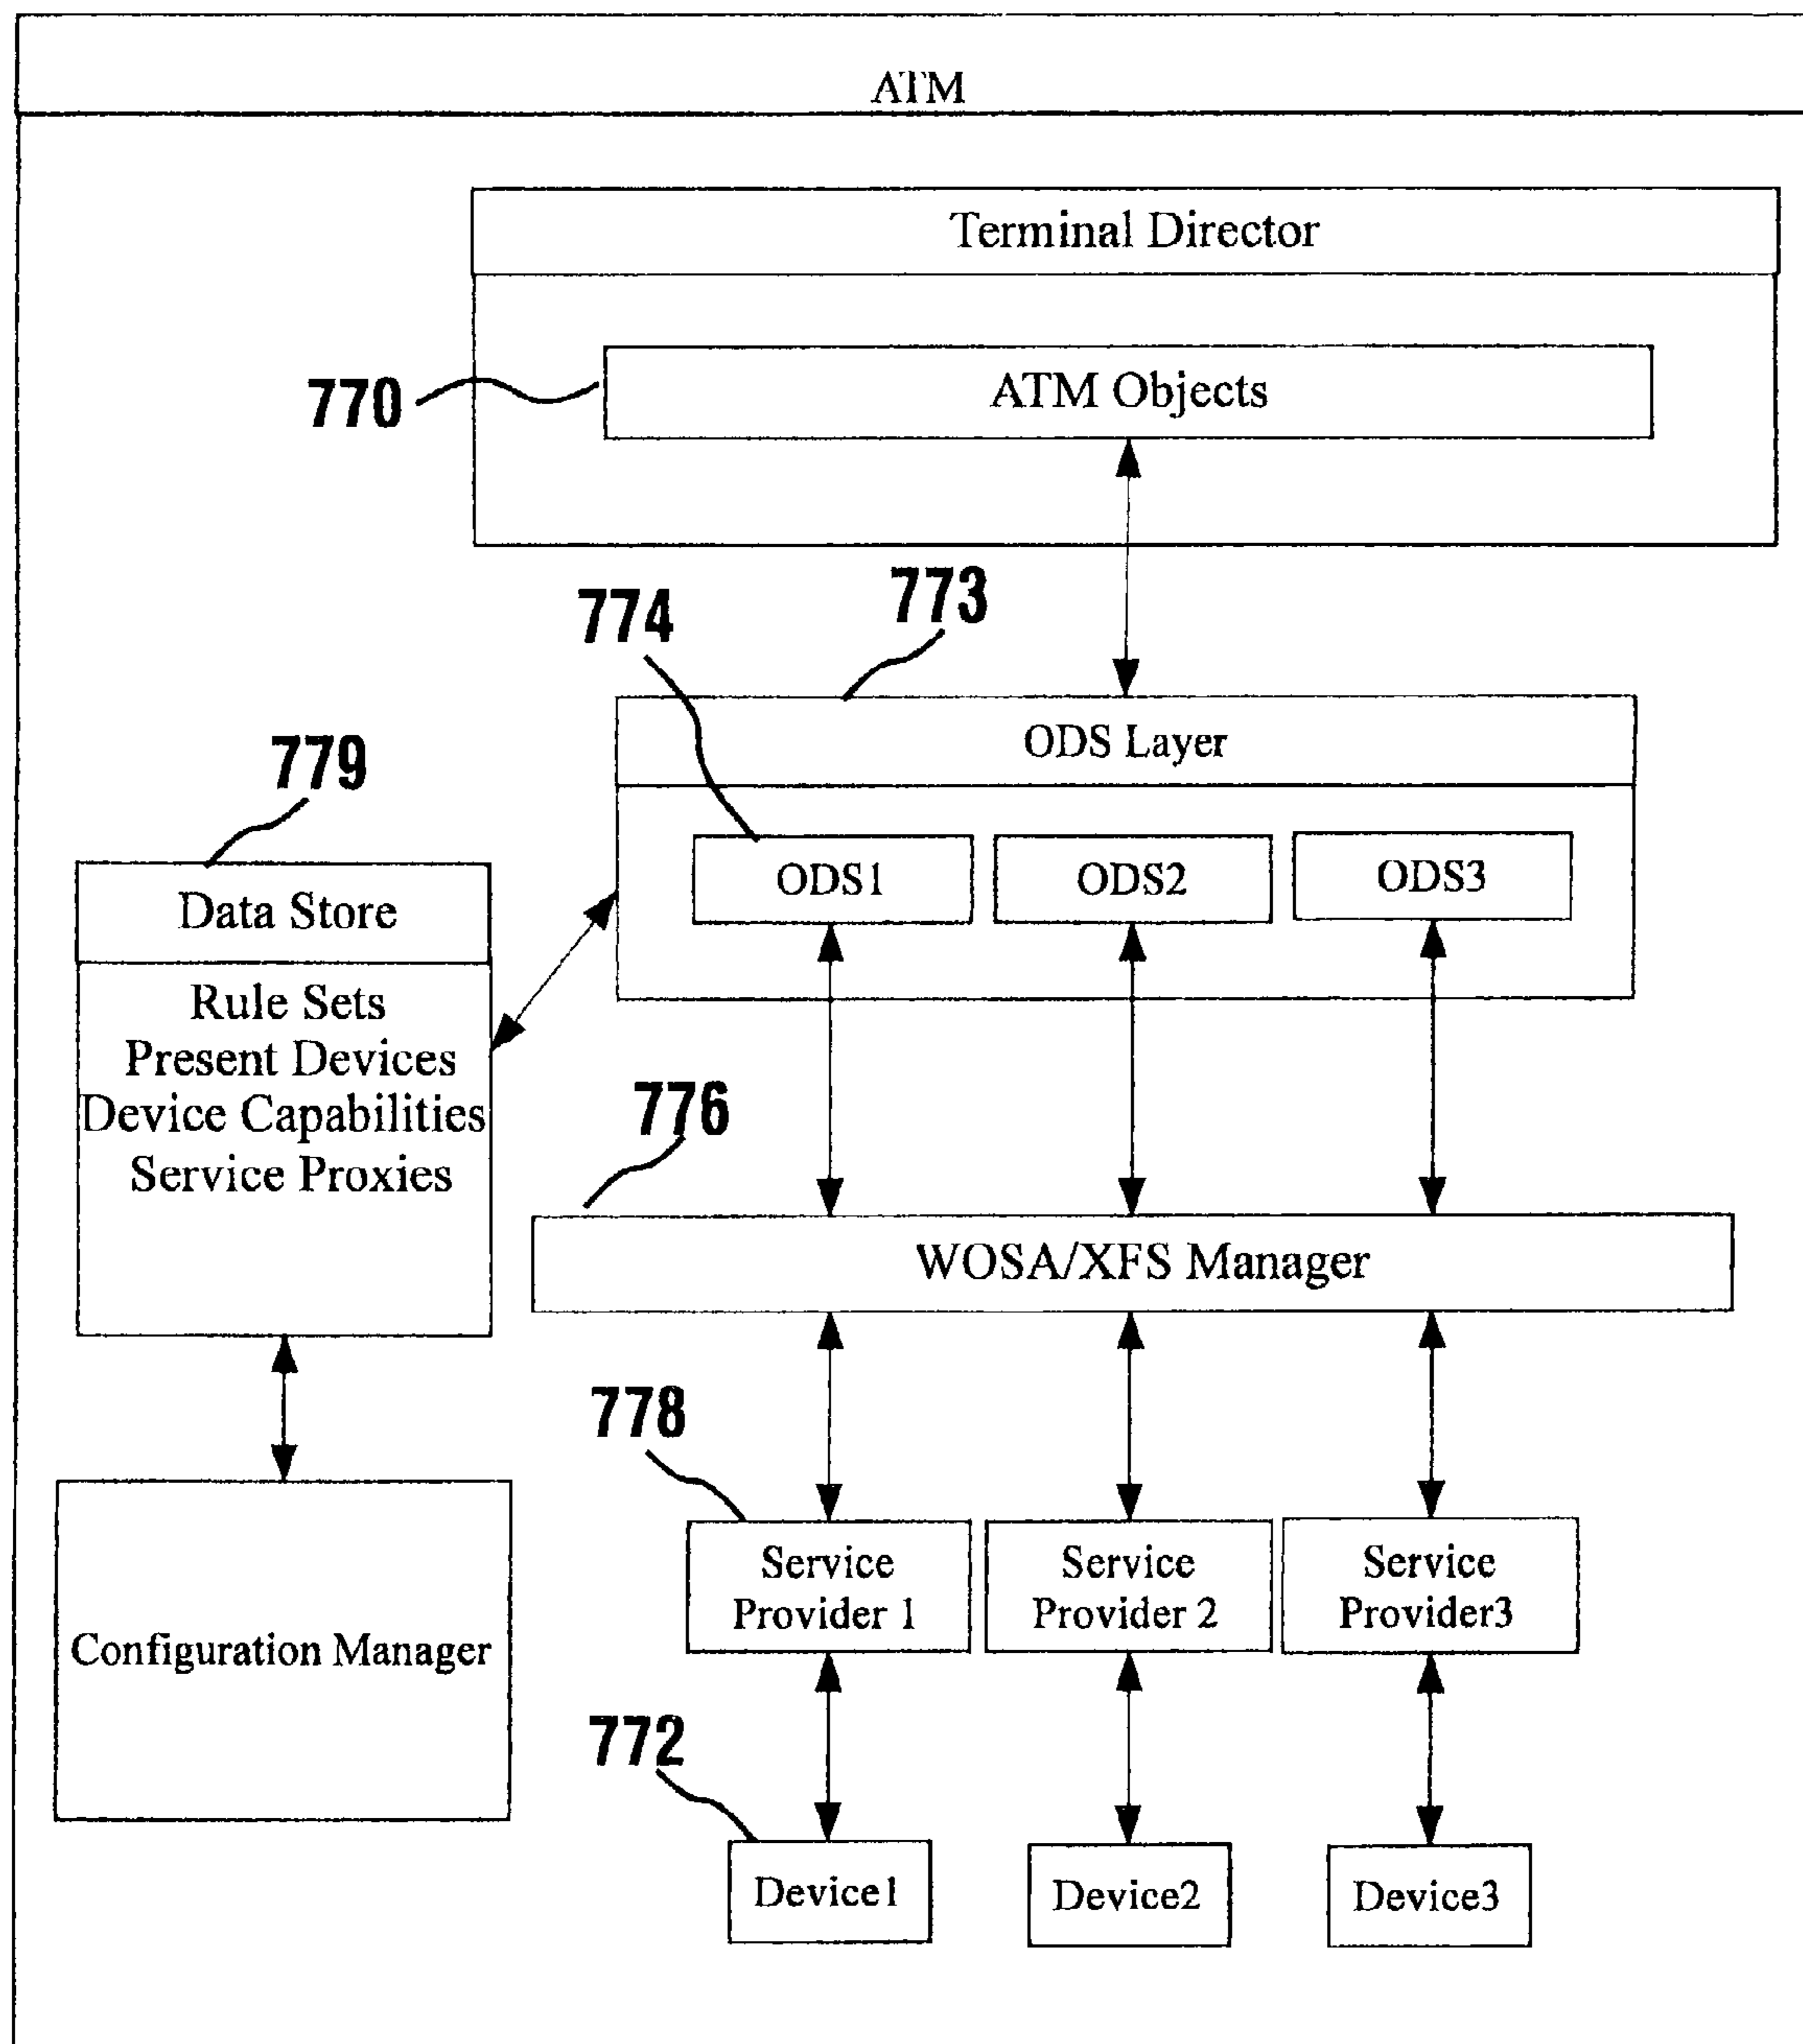 ATM
Terminal Director
770
ATM Objects
773
774
ODS Layer
779
ODS1
ODS2
ODS3
Data Store
Rule Sets
Present Devices
Device Capabilities
Service Proxies
776
WOSA/XFS Manager
778
Service
Provider 1
Service
Provider 2
Service
Provider3
Configuration Manager
772
Device1
Device2
Device3